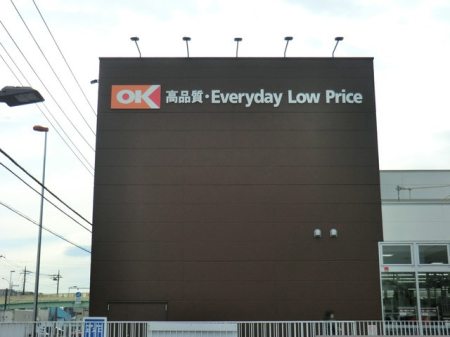 OK 高品質・Everyday Low Price